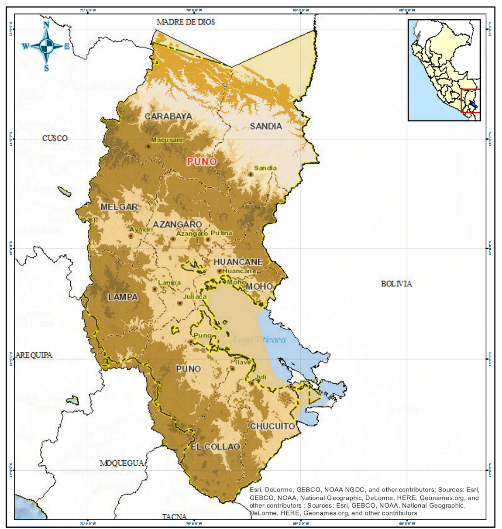 MADRE DE DIOS
N
W E
S
CUSCO
CARABAYA
SANDIA
Macusani
PUNO
Sandia
MELGAR
AZANGARO
Ayaviri
Azangaro Putina
HUANCANE
Huancane
Moho
MOHO
BOLIVIA
Lampa
LAMPA
Juliaca
Puno
AREQUIPA
PUNO
Ilave
Juli
CHUCUITO
EL COLLAO
MOQUEGUA
TACNA
Esri, DeLorme, GEBCO, NOAA NGDC, and other contributors; Sources: Esri,
GEBCO, NOAA, National Geographic, DeLorme, HERE, Geonames.org, and
other contributors ; Sources: Esri, GEBCO, NOAA, National Geographic,
DeLorme, HERE, Geonames.org, and other contributors